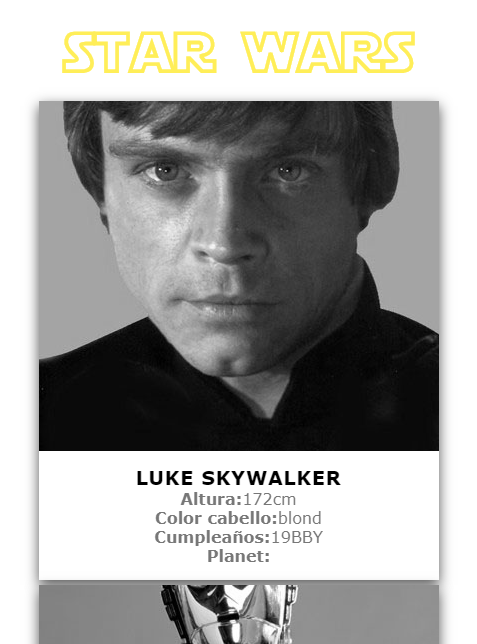 STAR WARS
LUKE SKYWALKER
Altura:172cm
Color cabello:blond
Cumpleaños:19BBY
Planet: